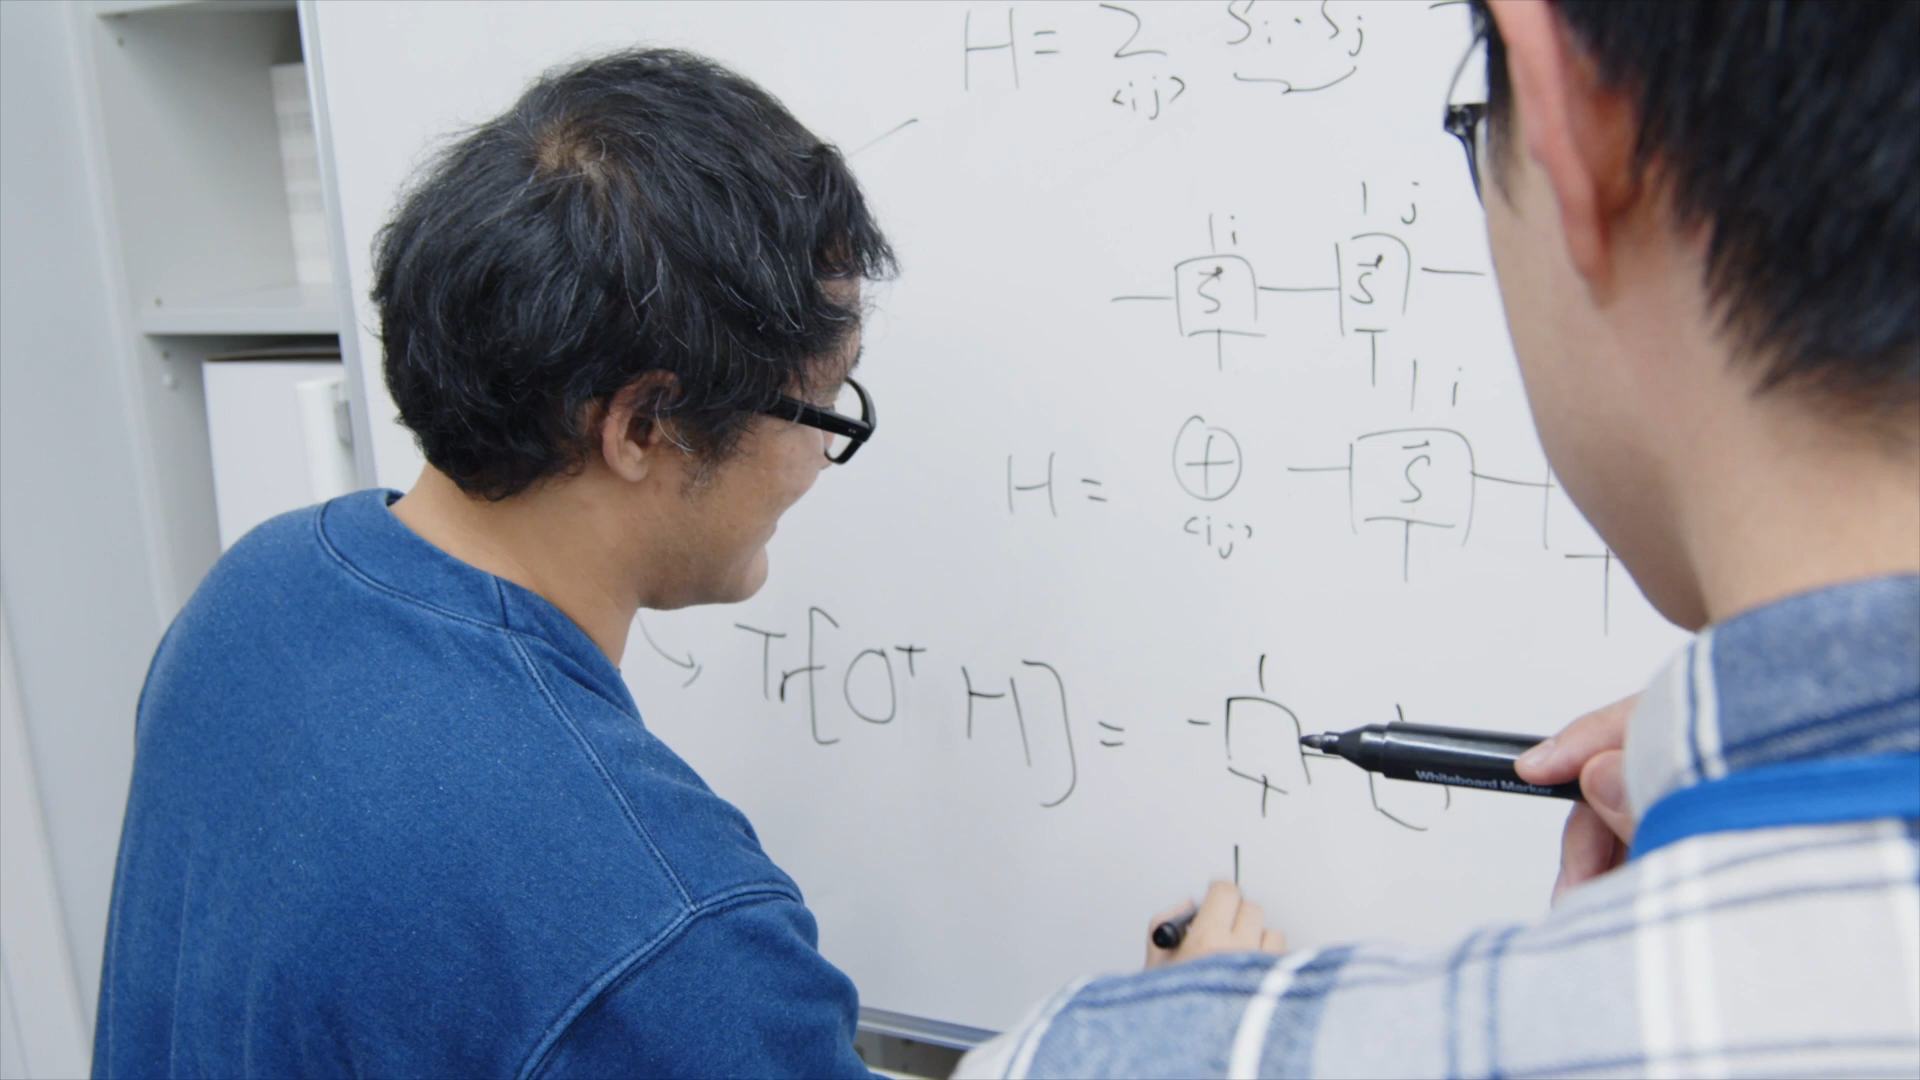 H = Σ Si · Sj
<ij>
i j
S⃗ S⃗
i
H = ⊕ S⃗
<ij>
Tr[O† H] =
Whiteboard Marker